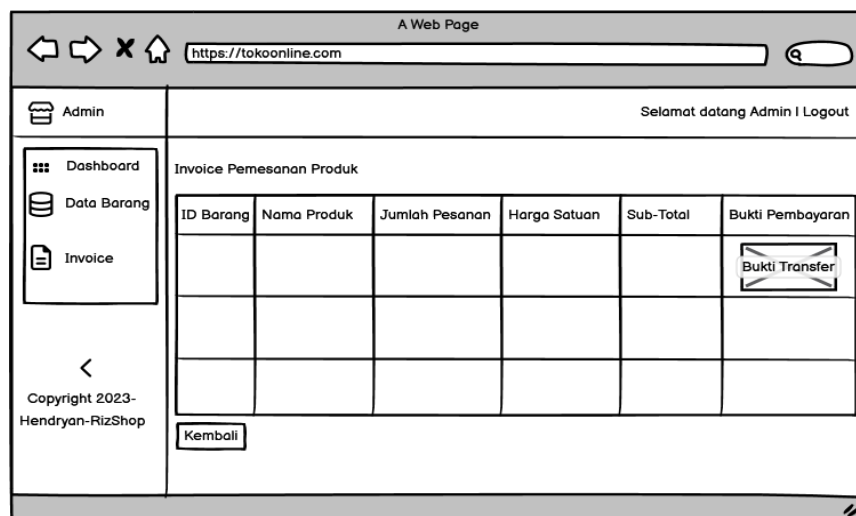 A Web Page
https://tokoonline.com
Admin
Selamat datang Admin | Logout
Dashboard
Data Barang
Invoice
Copyright 2023-
Hendryan-RizShop
Invoice Pemesanan Produk
ID Barang Nama Produk Jumlah Pesanan Harga Satuan Sub-Total Bukti Pembayaran
Bukti Transfer
Kembali